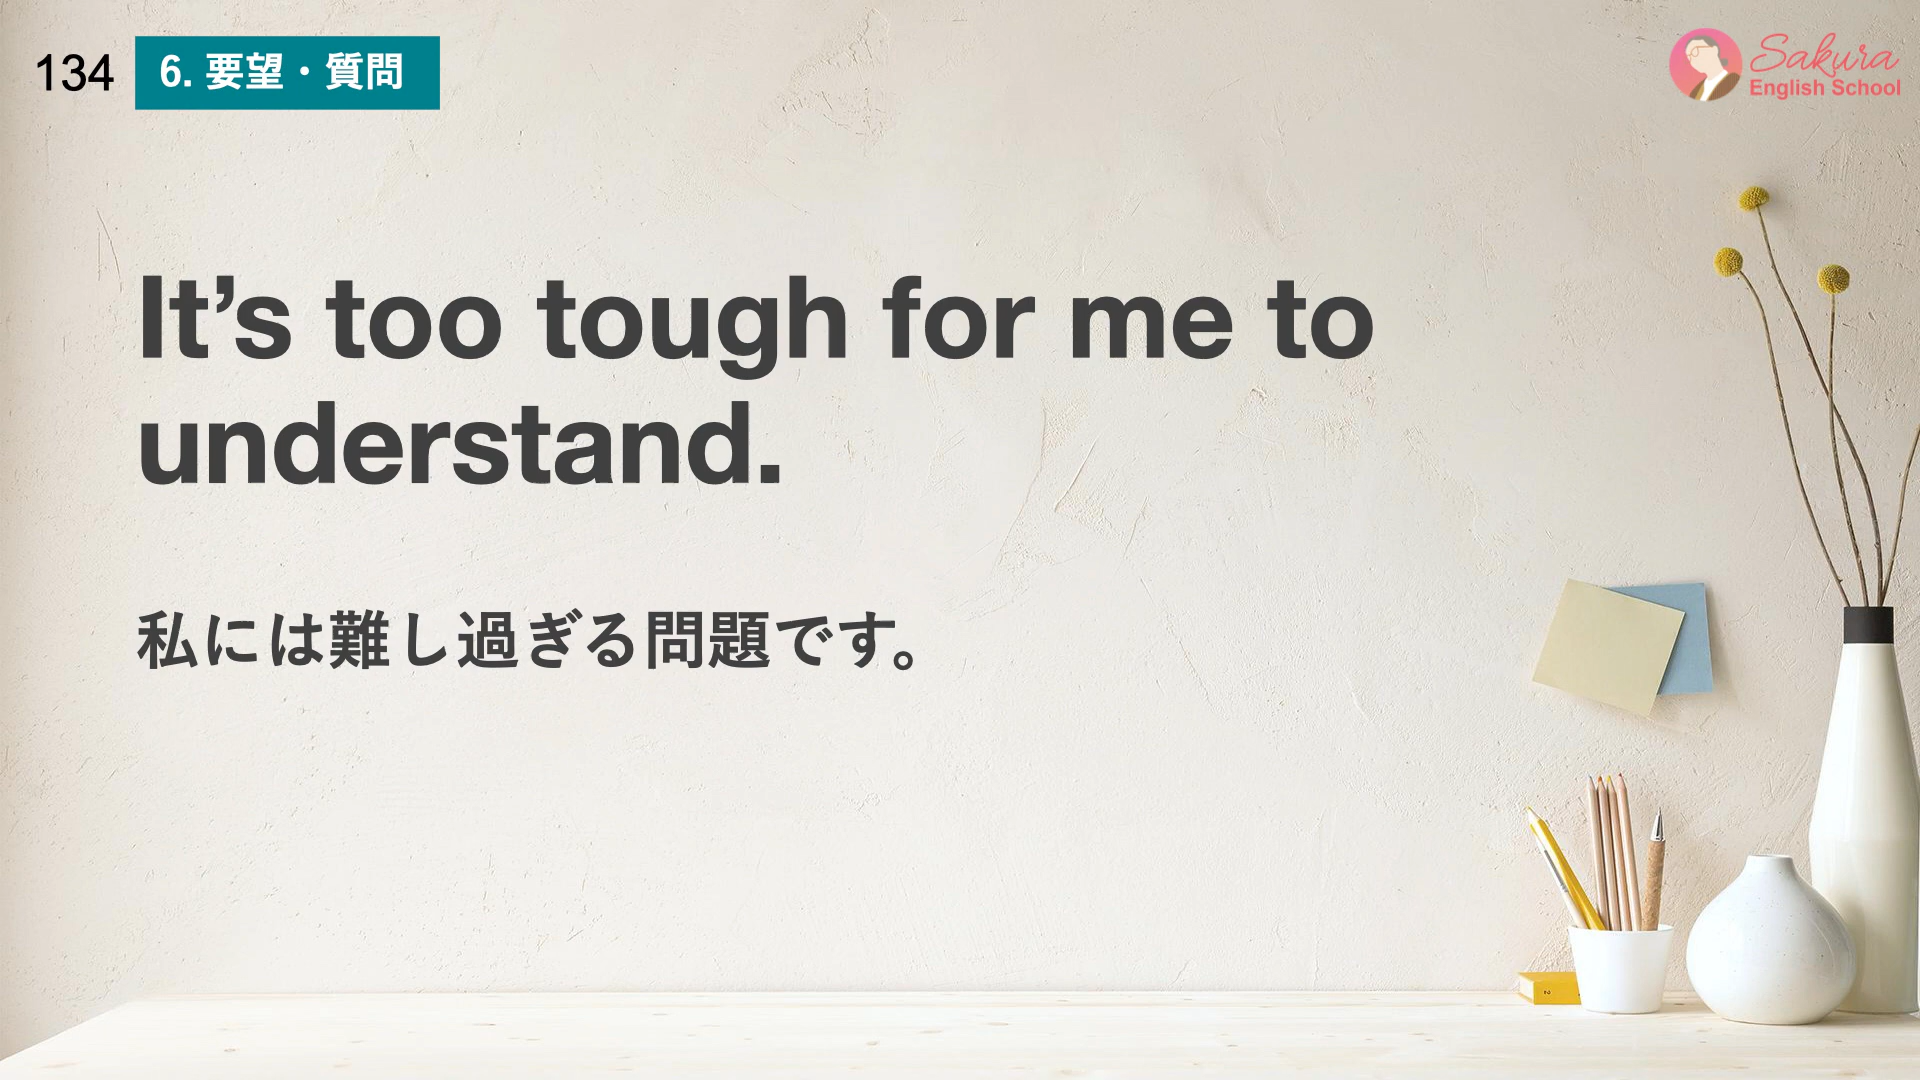 134
6. 要望・質問
Sakura
English School
It’s too tough for me to
understand.
私には難し過ぎる問題です。